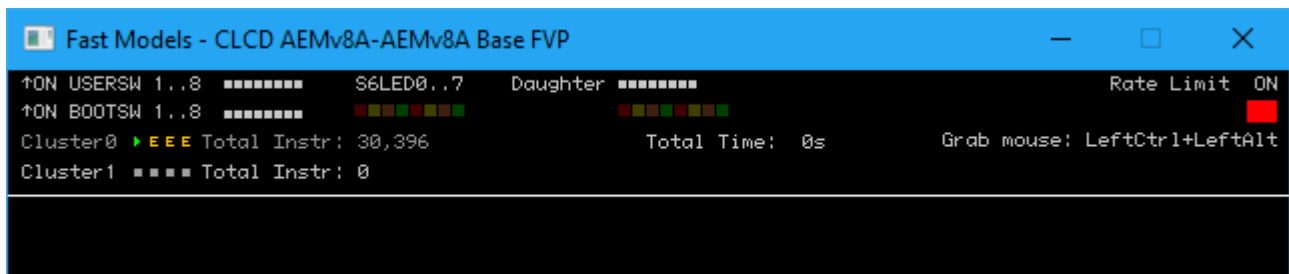 Fast Models - CLCD AEMv8A-AEMv8A Base FVP
↑ON USERSW 1..8 S6LED0..7 Daughter Rate Limit ON
↑ON BOOTSW 1..8
Cluster0 E E E Total Instr: 30,396 Total Time: 0s Grab mouse: LeftCtrl+LeftAlt
Cluster1 Total Instr: 0